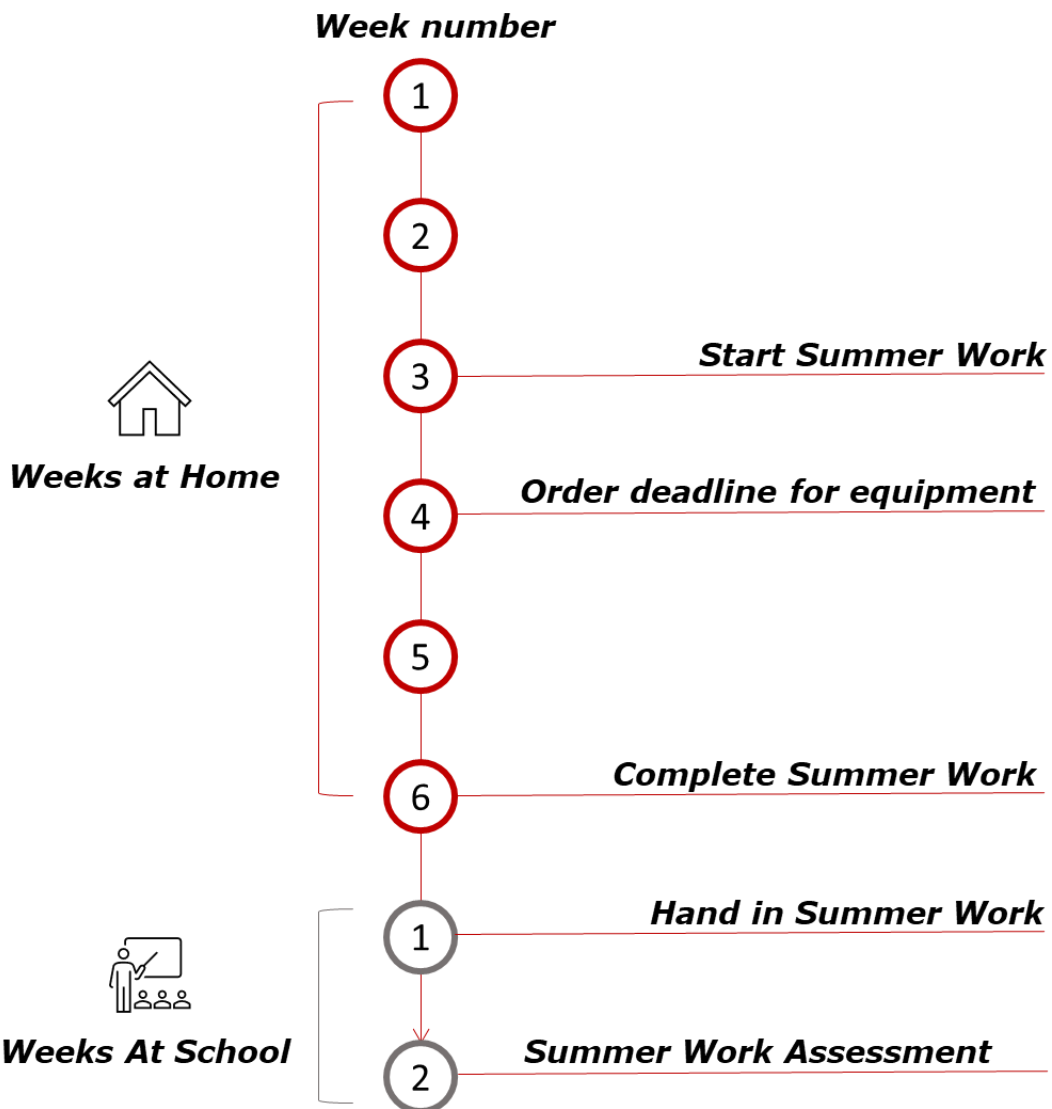 Week number
1
2
3
Start Summer Work
Weeks at Home
4
Order deadline for equipment
5
6
Complete Summer Work
1
Hand in Summer Work
Weeks At School
2
Summer Work Assessment